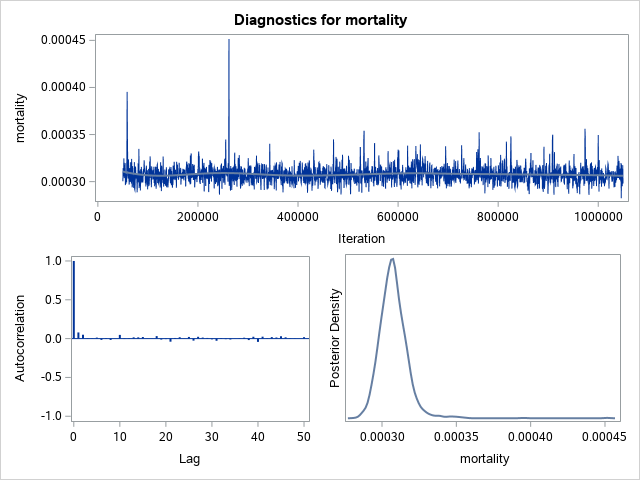 Diagnostics for mortality
mortality
0.00045
0.00040
0.00035
0.00030
0 200000 400000 600000 800000 1000000
Iteration
Autocorrelation
1.0
0.5
0.0
-0.5
-1.0
0 10 20 30 40 50
Lag
Posterior Density
0.00030 0.00035 0.00040 0.00045
mortality